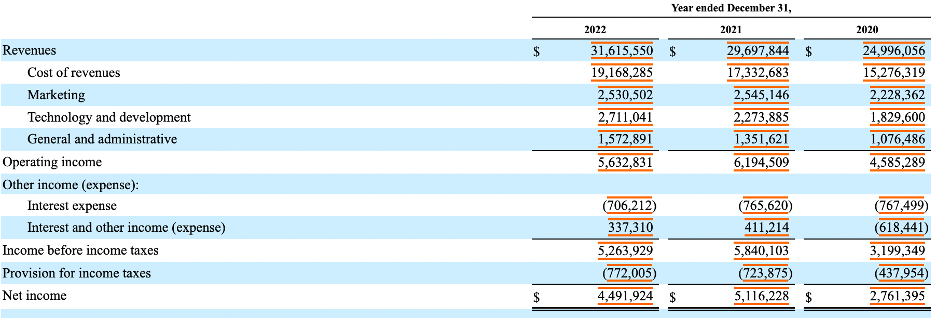 Year ended December 31,
2022 2021 2020
Revenues $ 31,615,550 $ 29,697,844 $ 24,996,056
Cost of revenues 19,168,285 17,332,683 15,276,319
Marketing 2,530,502 2,545,146 2,228,362
Technology and development 2,711,041 2,273,885 1,829,600
General and administrative 1,572,891 1,351,621 1,076,486
Operating income 5,632,831 6,194,509 4,585,289
Other income (expense):
Interest expense (706,212) (765,620) (767,499)
Interest and other income (expense) 337,310 411,214 (618,441)
Income before income taxes 5,263,929 5,840,103 3,199,349
Provision for income taxes (772,005) (723,875) (437,954)
Net income $ 4,491,924 $ 5,116,228 $ 2,761,395